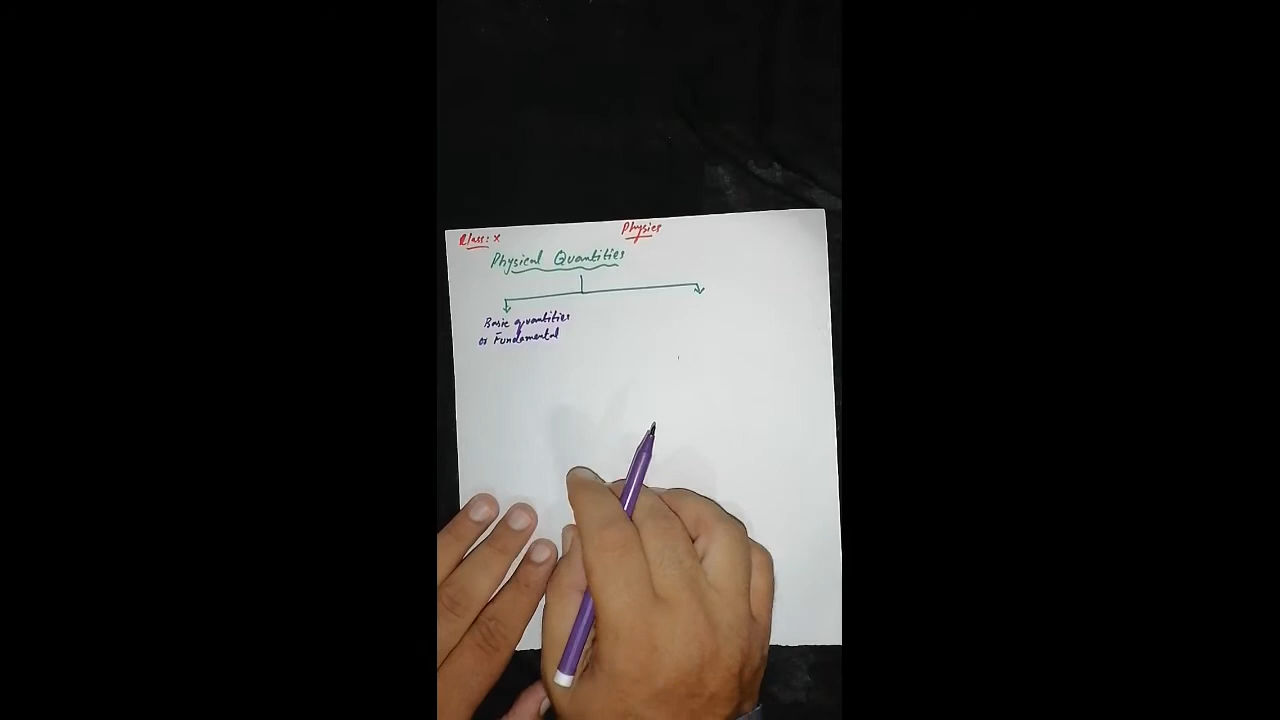 Class: X
Physics
Physical Quantities
Basic quantities
or Fundamental